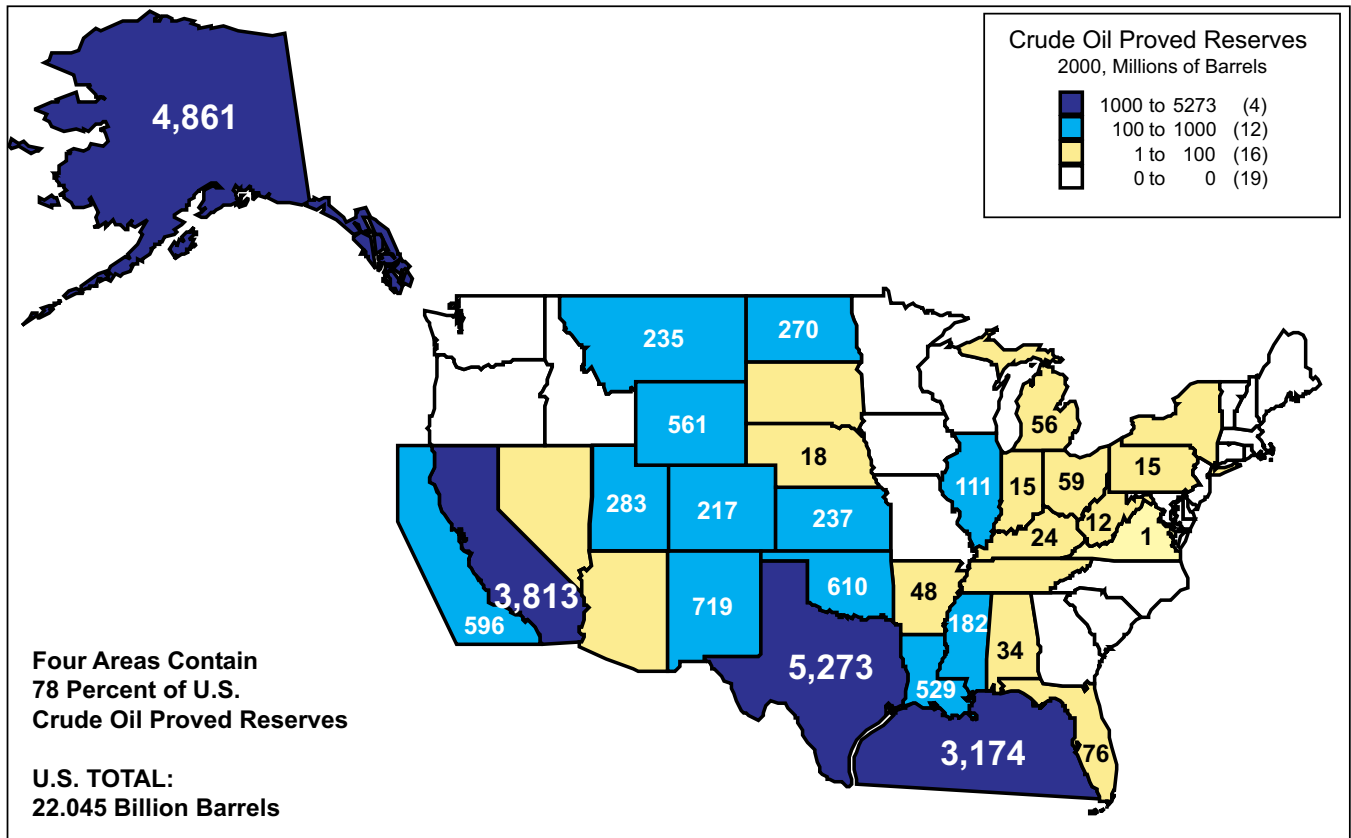 Crude Oil Proved Reserves
2000, Millions of Barrels
1000 to 5273 (4)
100 to 1000 (12)
1 to 100 (16)
0 to 0 (19)
4,861
235
270
561
56
18
111
15
59
15
283
217
237
12
24
1
3,813
719
610
48
596
182
34
5,273
529
3,174
76
Four Areas Contain
78 Percent of U.S.
Crude Oil Proved Reserves
U.S. TOTAL:
22.045 Billion Barrels